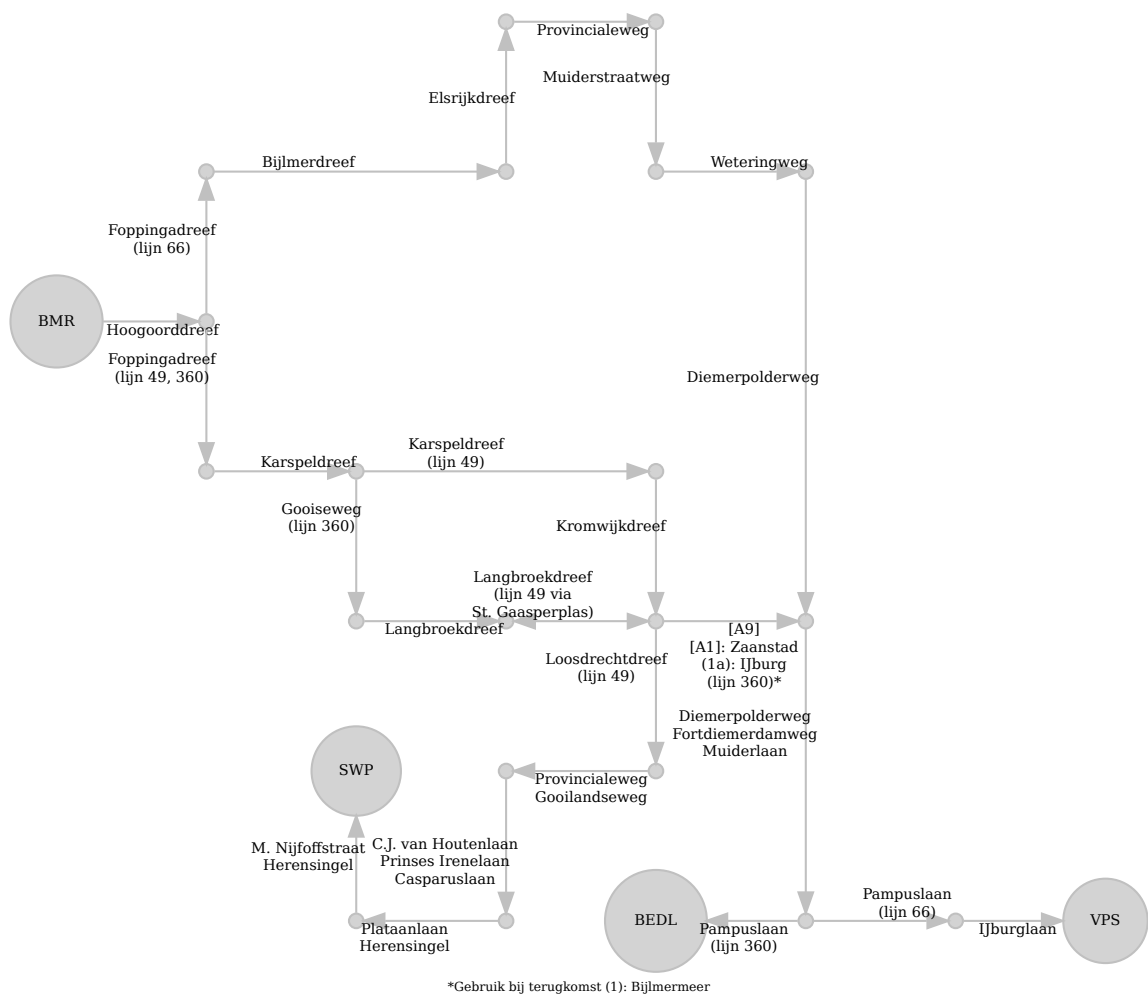 Provincialeweg
Muiderstraatweg
Elsrijkdreef
Bijlmerdreef
Weteringweg
Foppingadreef
(lijn 66)
BMR
Hoogoorddreef
Foppingadreef
(lijn 49, 360)
Diemerpolderweg
Karspeldreef
Karspeldreef
(lijn 49)
Gooiseweg
(lijn 360)
Kromwijkdreef
Langbroekdreef
(lijn 49 via
St. Gaasperplas)
Langbroekdreef
[A9]
[A1]: Zaanstad
(1a): IJburg
(lijn 360)*
Loosdrechtdreef
(lijn 49)
Diemerpolderweg
Fortdiemerdamweg
Muiderlaan
SWP
Provincialeweg
Gooilandseweg
M. Nijfoffstraat
Herensingel
C.J. van Houtenlaan
Prinses Irenelaan
Casparuslaan
Plataanlaan
Herensingel
BEDL
Pampuslaan
(lijn 360)
Pampuslaan
(lijn 66)
IJburglaan
VPS
*Gebruik bij terugkomst (1): Bijlmermeer